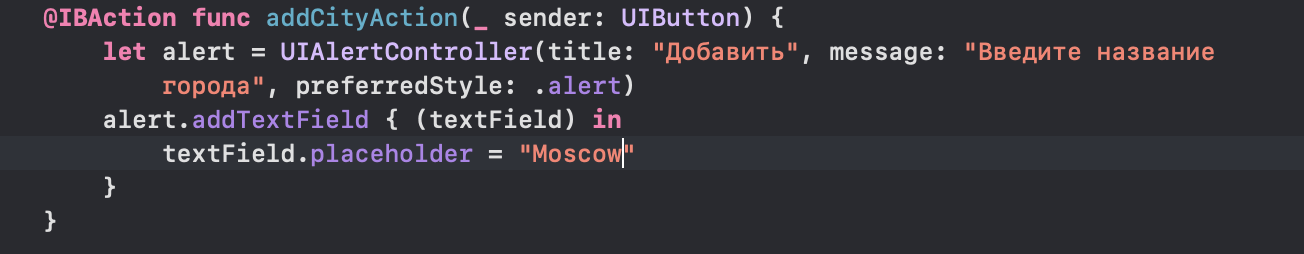 @IBAction func addCityAction(_ sender: UIButton) {
let alert = UIAlertController(title: "Добавить", message: "Введите название
города", preferredStyle: .alert)
alert.addTextField { (textField) in
textField.placeholder = "Moscow"
}
}